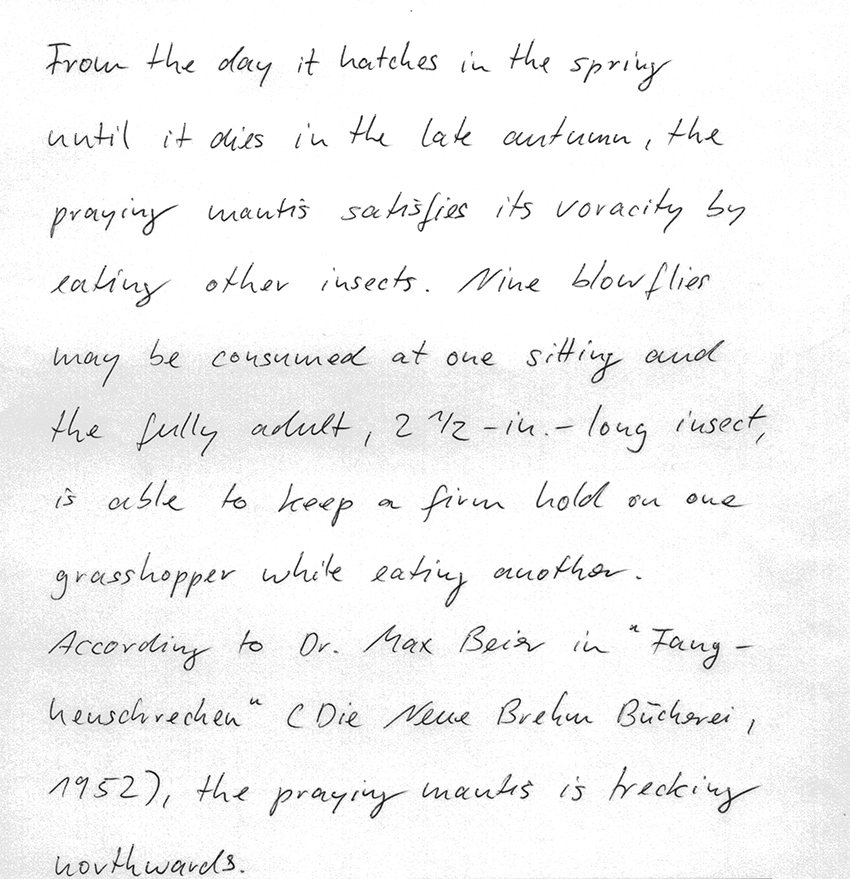 From the day it hatches in the spring
until it dies in the late autumn, the
praying mantis satisfies its voracity by
eating other insects. Nine blowflies
may be consumed at one sitting and
the fully adult, 2 1/2-in.-long insect,
is able to keep a firm hold on one
grasshopper while eating another.
According to Dr. Max Beier in "Fang-
heuschrecken" (Die Neue Brehm Bücherei,
1952), the praying mantis is trecking
northwards.